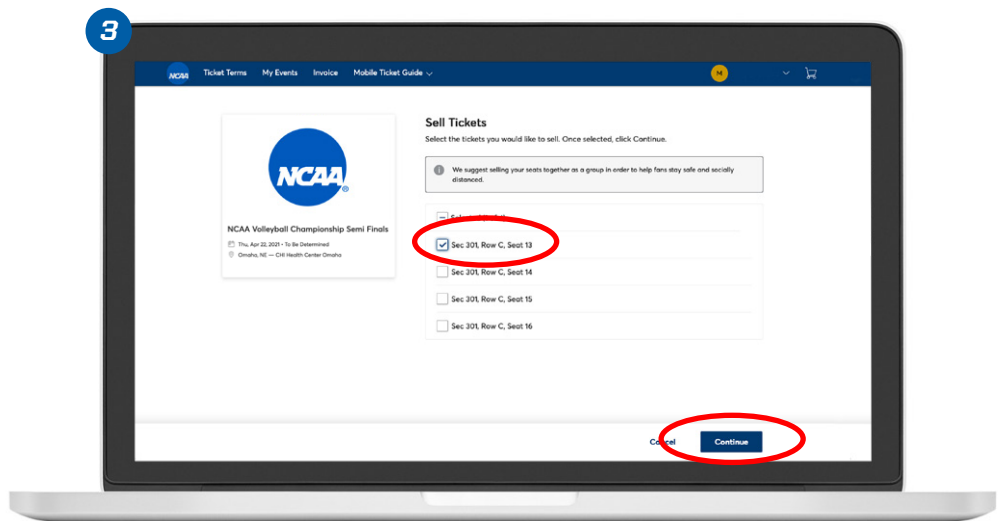 3
NCAA Ticket Terms My Events Invoice Mobile Ticket Guide M
Sell Tickets
Select the tickets you would like to sell. Once selected, click Continue.
We suggest selling your seats together as a group in order to help fans stay safe and socially
distanced.
NCAA®
NCAA Volleyball Championship Semi Finals
Thu, Apr 22, 2021 • To Be Determined
Omaha, NE — CHI Health Center Omaha
Sec 301, Row C, Seat 13
Sec 301, Row C, Seat 14
Sec 301, Row C, Seat 15
Sec 301, Row C, Seat 16
Cancel Continue